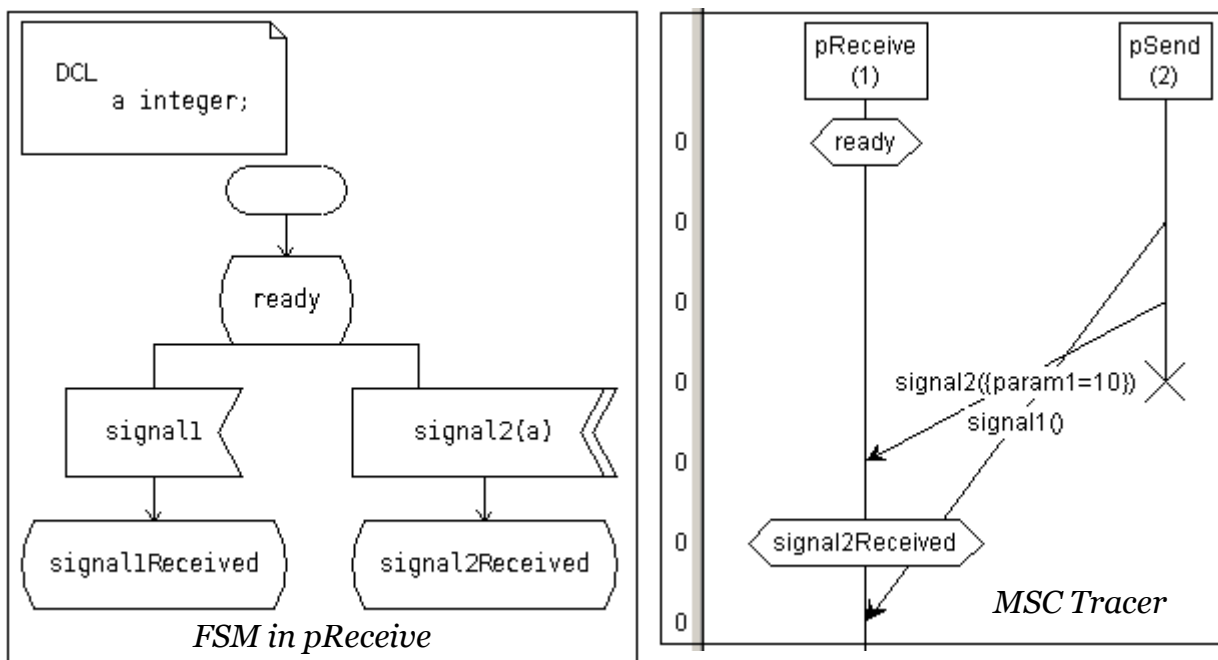 DCL
a integer;
ready
signal1
signal2(a)
signal1Received
signal2Received
FSM in pReceive
pReceive
(1)
pSend
(2)
0
ready
0
0
0
signal2({param1=10})
signal1()
0
0
signal2Received
0
MSC Tracer